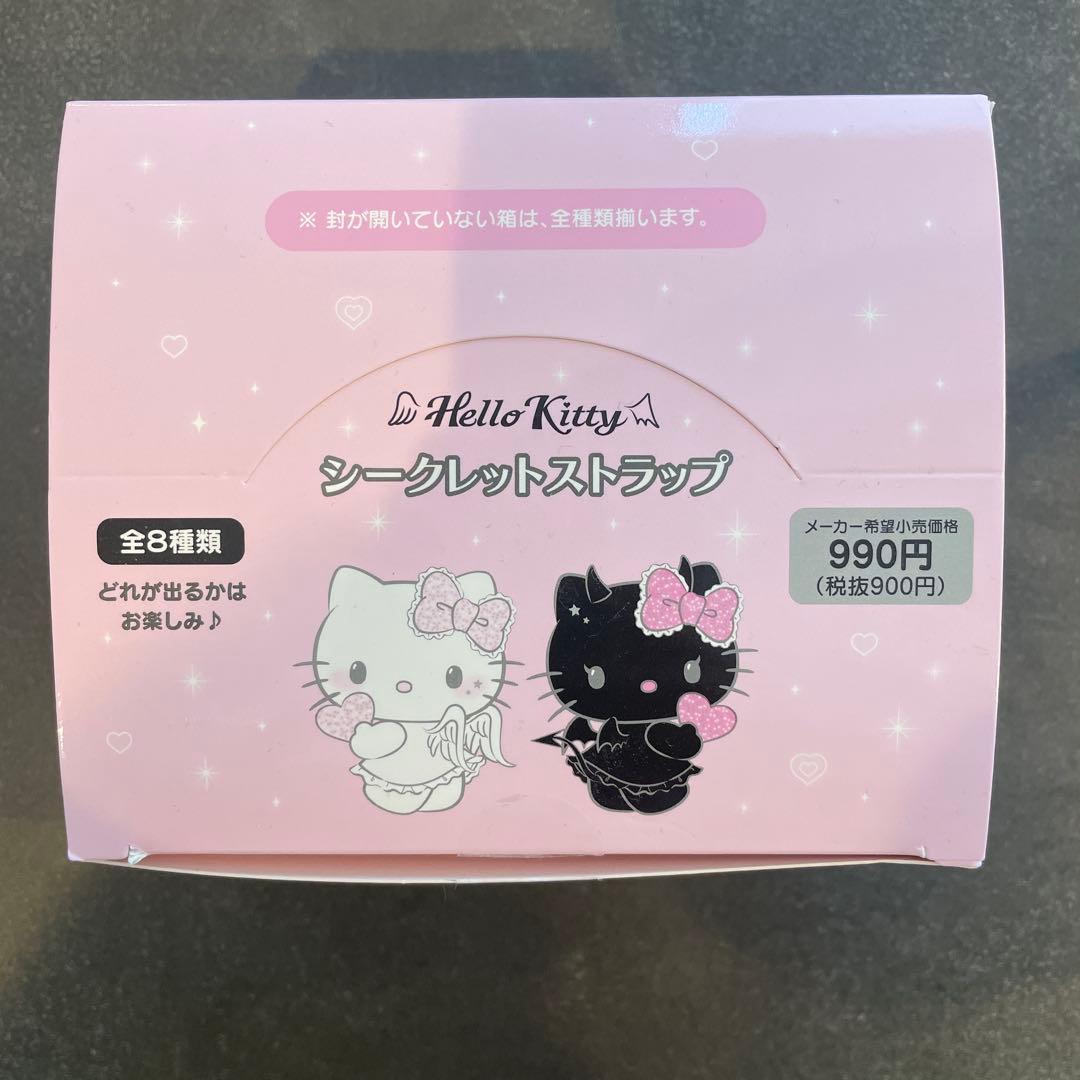 ※ 封が開いていない箱は、全種類揃います。
Hello Kitty
シークレットストラップ
全8種類
どれが出るかは
お楽しみ♪
メーカー希望小売価格
990円
(税抜900円)